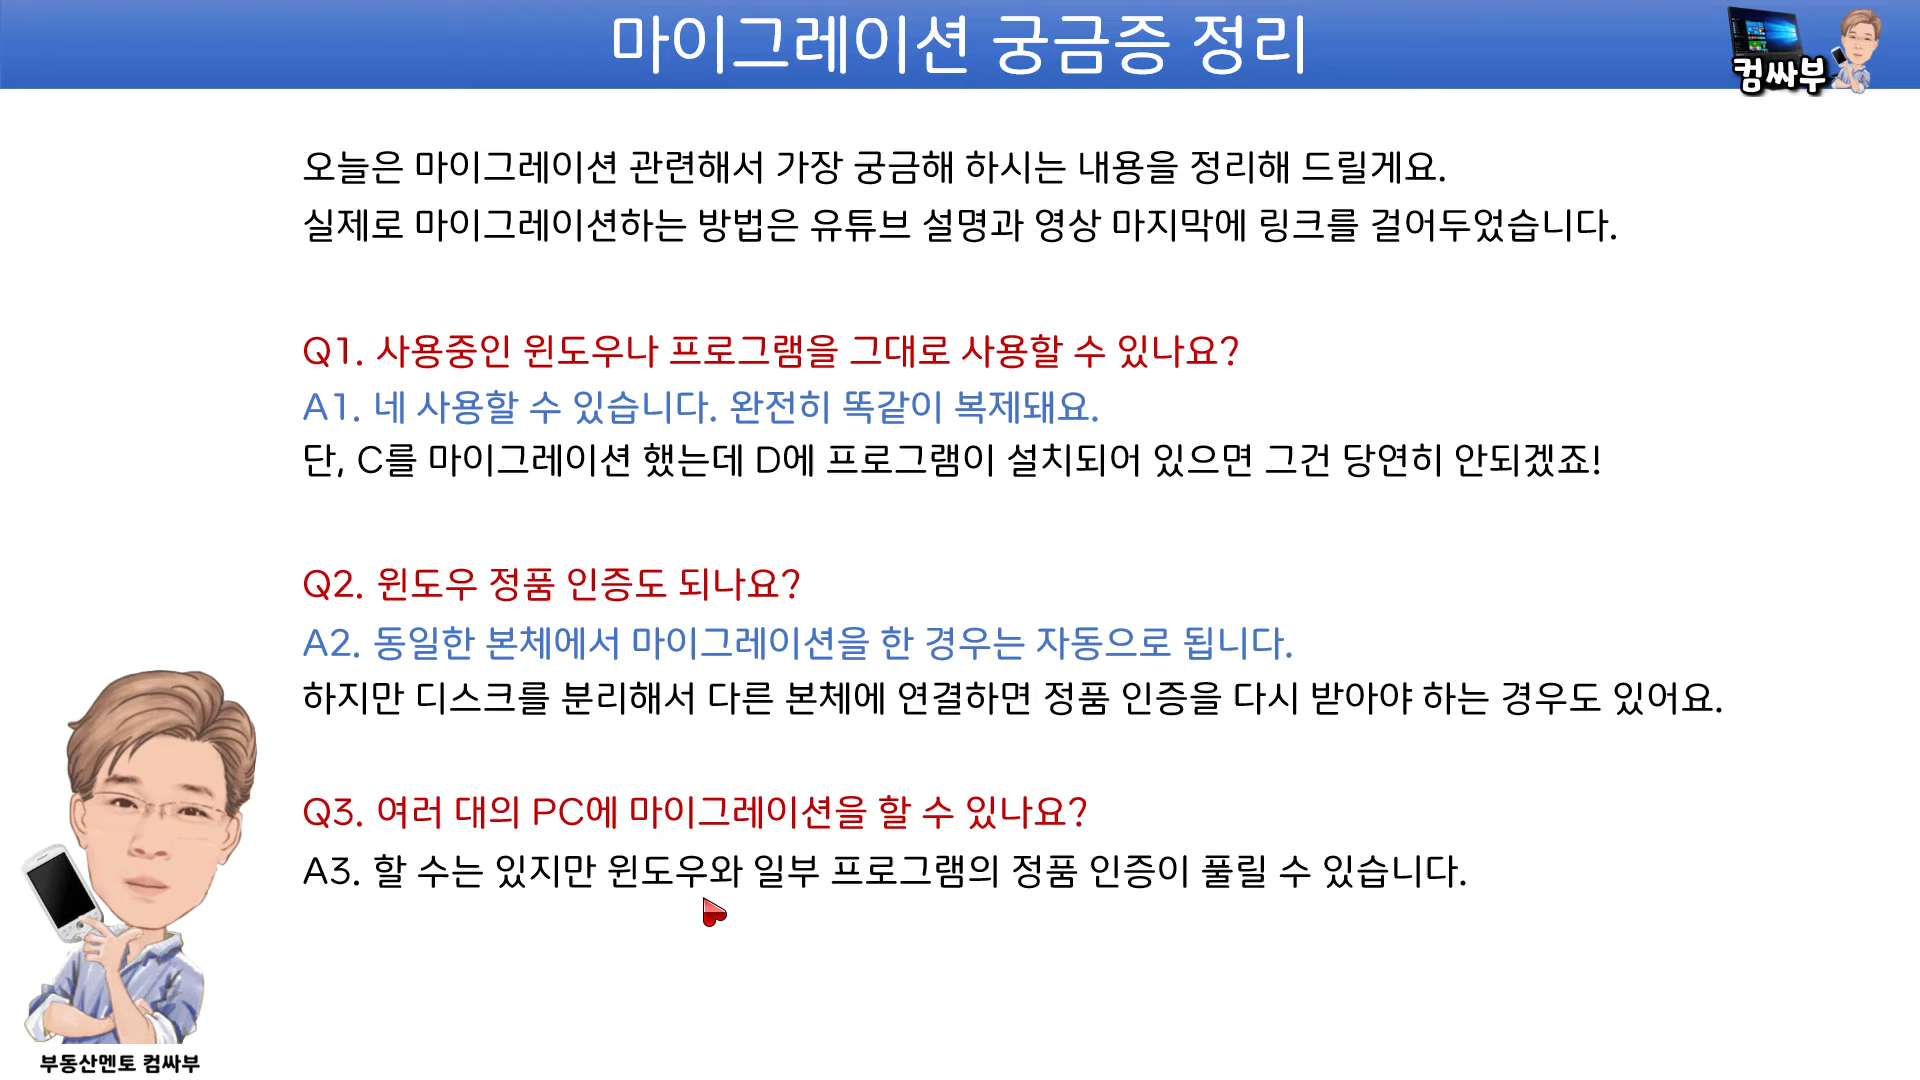 마이그레이션 궁금증 정리
컴싸부
오늘은 마이그레이션 관련해서 가장 궁금해 하시는 내용을 정리해 드릴게요.
실제로 마이그레이션하는 방법은 유튜브 설명과 영상 마지막에 링크를 걸어두었습니다.
Q1. 사용중인 윈도우나 프로그램을 그대로 사용할 수 있나요?
A1. 네 사용할 수 있습니다. 완전히 똑같이 복제돼요.
단, C를 마이그레이션 했는데 D에 프로그램이 설치되어 있으면 그건 당연히 안되겠죠!
Q2. 윈도우 정품 인증도 되나요?
A2. 동일한 본체에서 마이그레이션을 한 경우는 자동으로 됩니다.
하지만 디스크를 분리해서 다른 본체에 연결하면 정품 인증을 다시 받아야 하는 경우도 있어요.
Q3. 여러 대의 PC에 마이그레이션을 할 수 있나요?
A3. 할 수는 있지만 윈도우와 일부 프로그램의 정품 인증이 풀릴 수 있습니다.
부동산멘토 컴싸부